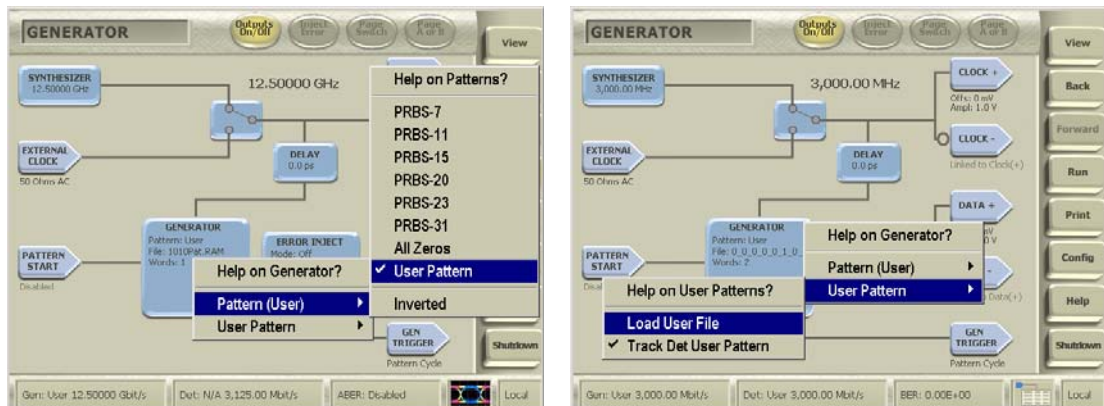 GENERATOR
Outputs On/Off
Inject Error
Page Switch
Page A or B
View
SYNTHESIZER
12.50000 GHz
12.50000 GHz
EXTERNAL CLOCK
50 Ohms AC
DELAY
0.0 ps
GENERATOR
Pattern: User
File: 1010Pat.RAM
Words: 1
ERROR INJECT
Mode: Off
PATTERN START
Disabled
Help on Generator?
Pattern (User)
User Pattern
Help on Patterns?
PRBS-7
PRBS-11
PRBS-15
PRBS-20
PRBS-23
PRBS-31
All Zeros
User Pattern
Inverted
GEN TRIGGER
Pattern Cycle
Shutdown
Gen: User 12.50000 Gbit/s
Det: N/A 3,125.00 Mbit/s
ABER: Disabled
Local
GENERATOR
Outputs On/Off
Inject Error
Page Switch
Page A or B
View
Back
Forward
Run
Print
Config
Help
Shutdown
SYNTHESIZER
3,000.00 MHz
3,000.00 MHz
CLOCK +
Offs: 0 mV
Ampl: 1.0 V
CLOCK -
Linked to Clock(+)
EXTERNAL CLOCK
50 Ohms AC
DELAY
0.0 ps
DATA +
GENERATOR
Pattern: User
File: 0_0_0_0_1_0_
Words: 2
PATTERN START
Help on Generator?
Pattern (User)
User Pattern
Help on User Patterns?
Load User File
Track Det User Pattern
GEN TRIGGER
Pattern Cycle
Gen: User 3,000.00 Mbit/s
Det: User 3,000.00 Mbit/s
BER: 0.00E+00
Local